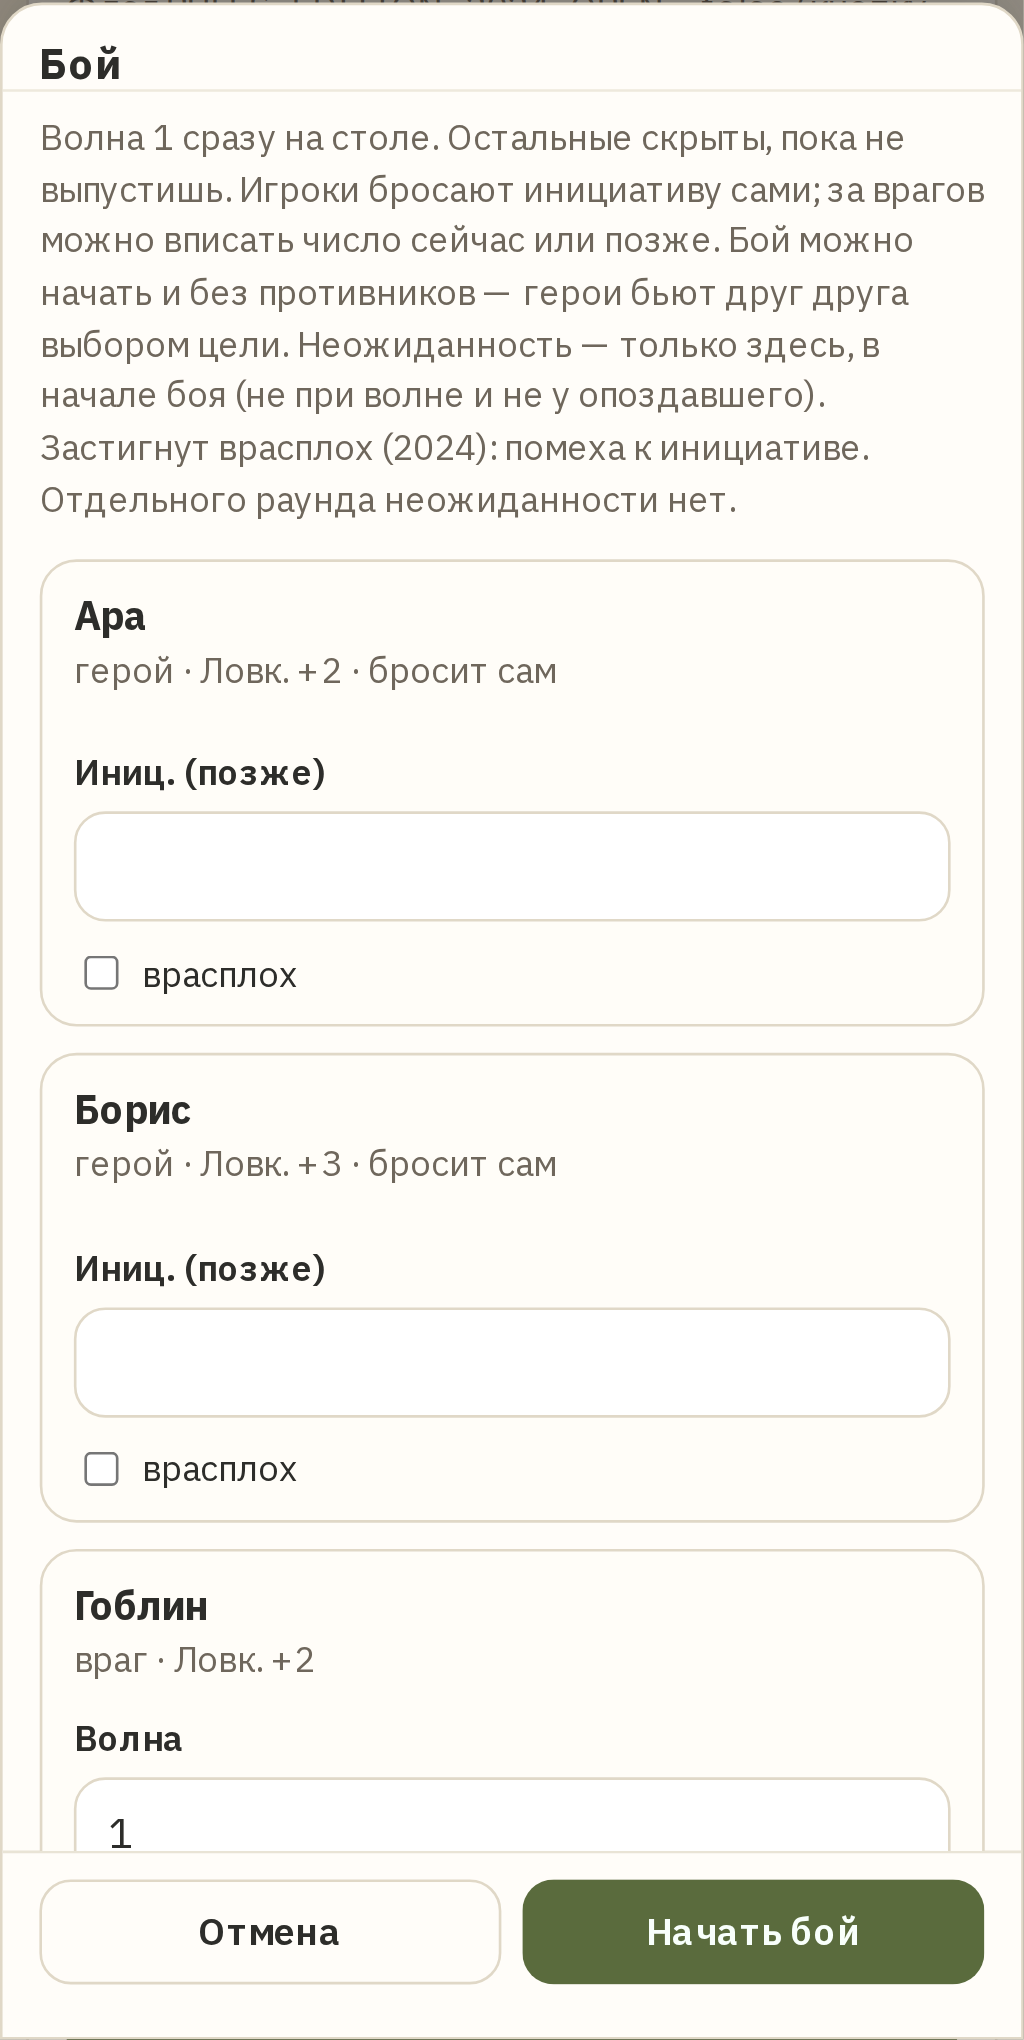 Бой
Волна 1 сразу на столе. Остальные скрыты, пока не
выпустишь. Игроки бросают инициативу сами; за врагов
можно вписать число сейчас или позже. Бой можно
начать и без противников — герои бьют друг друга
выбором цели. Неожиданность — только здесь, в
начале боя (не при волне и не у опоздавшего).
Застигнут врасплох (2024): помеха к инициативе.
Отдельного раунда неожиданности нет.
Ара
герой · Ловк. +2 · бросит сам
Иниц. (позже)
врасплох
Борис
герой · Ловк. +3 · бросит сам
Иниц. (позже)
врасплох
Гоблин
враг · Ловк. +2
Волна
1
Отмена
Начать бой